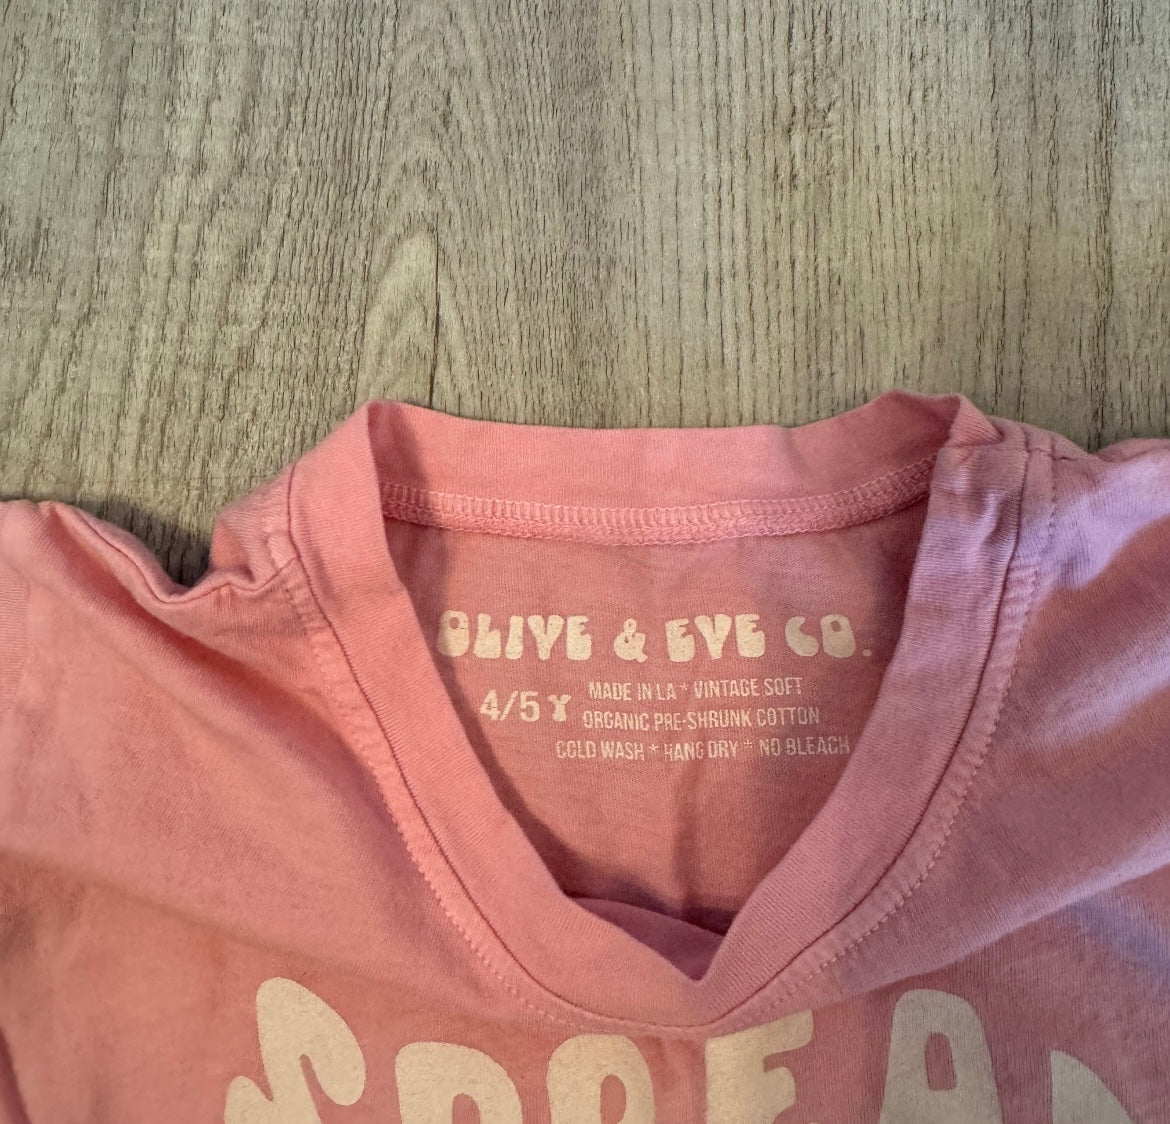 OLIVE & EVE CO.
4/5 Y
MADE IN LA * VINTAGE SOFT
ORGANIC PRE-SHRUNK COTTON
COLD WASH * HANG DRY * NO BLEACH